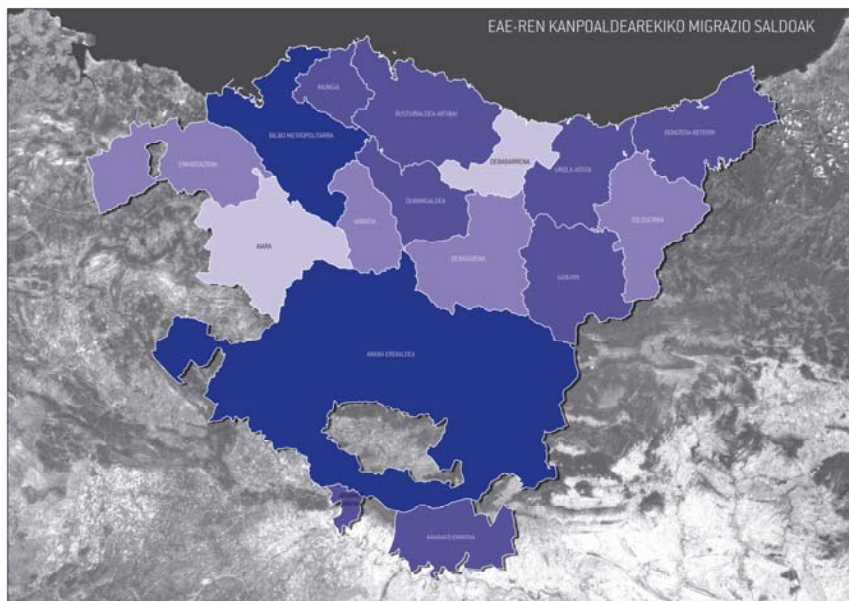 EAE-REN KANPOALDEAREKIKO MIGRAZIO SALDOAK
MUNGIA
BUSTURIALDEA-ARTIBAI
DONOSTIA-BETERRI
BILBO METROPOLITARRA
DEBABARRENA
UROLA-KOSTA
ENKARTAZIOAK
DURANGALDEA
TOLOSERRIA
ARRATIA
AIARA
DEBAGOIENA
GOIERRI
ARABA ERDIALDEA
ARABAKO ERRIOXA